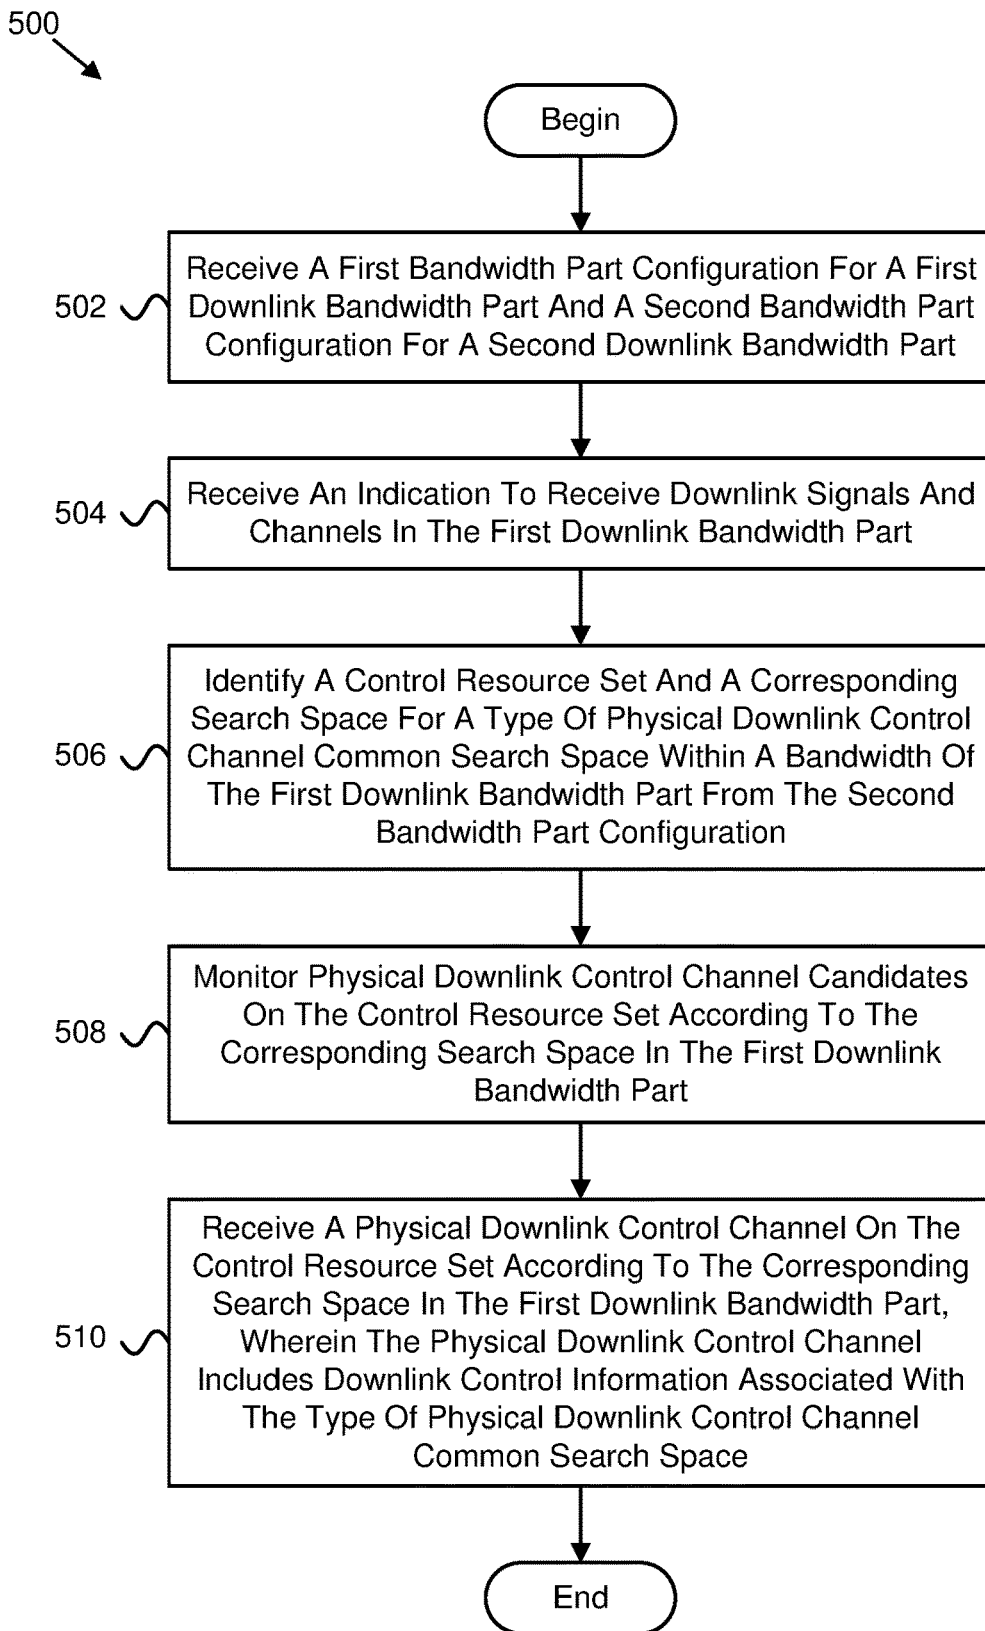 500
Begin
502
Receive A First Bandwidth Part Configuration For A First
Downlink Bandwidth Part And A Second Bandwidth Part
Configuration For A Second Downlink Bandwidth Part
504
Receive An Indication To Receive Downlink Signals And
Channels In The First Downlink Bandwidth Part
506
Identify A Control Resource Set And A Corresponding
Search Space For A Type Of Physical Downlink Control
Channel Common Search Space Within A Bandwidth Of
The First Downlink Bandwidth Part From The Second
Bandwidth Part Configuration
508
Monitor Physical Downlink Control Channel Candidates
On The Control Resource Set According To The
Corresponding Search Space In The First Downlink
Bandwidth Part
510
Receive A Physical Downlink Control Channel On The
Control Resource Set According To The Corresponding
Search Space In The First Downlink Bandwidth Part,
Wherein The Physical Downlink Control Channel
Includes Downlink Control Information Associated With
The Type Of Physical Downlink Control Channel
Common Search Space
End